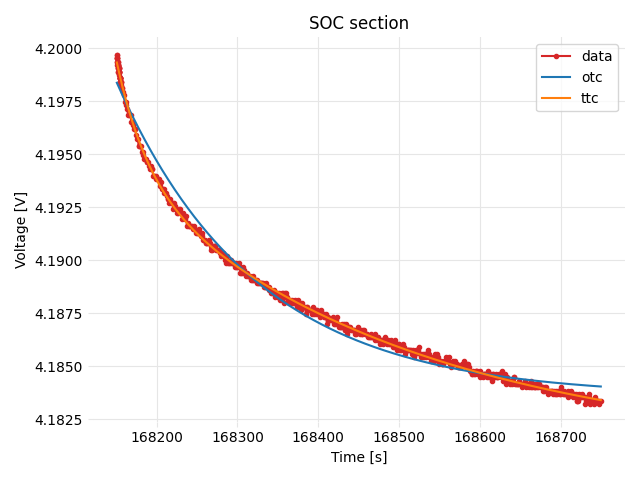 SOC section
4.2000
4.1975
4.1950
4.1925
4.1900
4.1875
4.1850
4.1825
Voltage [V]
data
otc
ttc
168200 168300 168400 168500 168600 168700
Time [s]